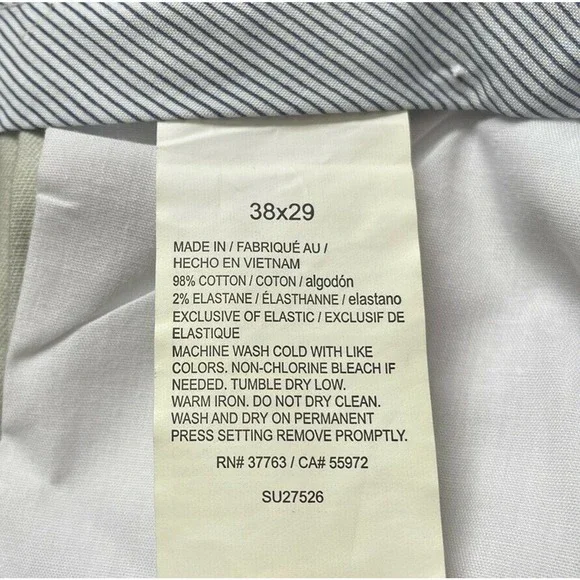 38x29
MADE IN / FABRIQUÉ AU /
HECHO EN VIETNAM
98% COTTON / COTON / algodón
2% ELASTANE / ÉLASTHANNE / elastano
EXCLUSIVE OF ELASTIC / EXCLUSIF DE
ELASTIQUE
MACHINE WASH COLD WITH LIKE
COLORS. NON-CHLORINE BLEACH IF
NEEDED. TUMBLE DRY LOW.
WARM IRON. DO NOT DRY CLEAN.
WASH AND DRY ON PERMANENT
PRESS SETTING REMOVE PROMPTLY.
RN# 37763 / CA# 55972
SU27526